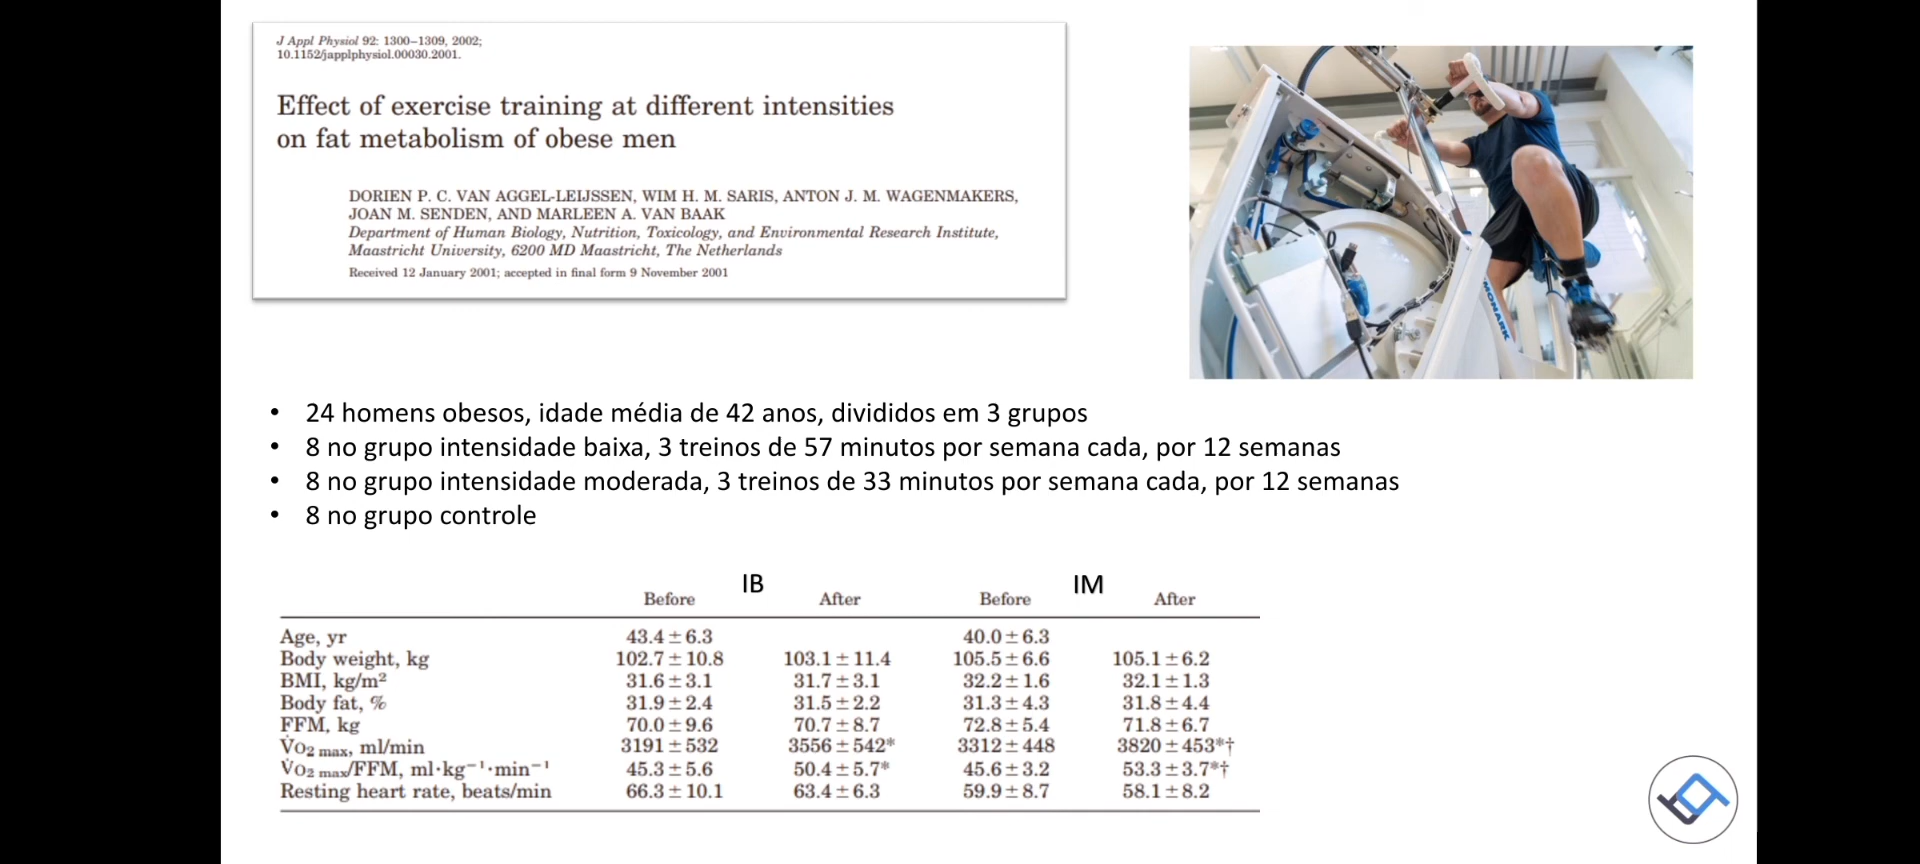 J Appl Physiol 92: 1300–1309, 2002;
10.1152/japplphysiol.00030.2001.
Effect of exercise training at different intensities
on fat metabolism of obese men
DORIEN P. C. VAN AGGEL-LEIJSSEN, WIM H. M. SARIS, ANTON J. M. WAGENMAKERS,
JOAN M. SENDEN, AND MARLEEN A. VAN BAAK
Department of Human Biology, Nutrition, Toxicology, and Environmental Research Institute,
Maastricht University, 6200 MD Maastricht, The Netherlands
Received 12 January 2001; accepted in final form 9 November 2001
MONARK
• 24 homens obesos, idade média de 42 anos, divididos em 3 grupos
• 8 no grupo intensidade baixa, 3 treinos de 57 minutos por semana cada, por 12 semanas
• 8 no grupo intensidade moderada, 3 treinos de 33 minutos por semana cada, por 12 semanas
• 8 no grupo controle
IB IM
Before After Before After
Age, yr 43.4 ± 6.3 40.0 ± 6.3
Body weight, kg 102.7 ± 10.8 103.1 ± 11.4 105.5 ± 6.6 105.1 ± 6.2
BMI, kg/m² 31.6 ± 3.1 31.7 ± 3.1 32.2 ± 1.6 32.1 ± 1.3
Body fat, % 31.9 ± 2.4 31.5 ± 2.2 31.3 ± 4.3 31.8 ± 4.4
FFM, kg 70.0 ± 9.6 70.7 ± 8.7 72.8 ± 5.4 71.8 ± 6.7
V̇O₂ max, ml/min 3191 ± 532 3556 ± 542* 3312 ± 448 3820 ± 453*†
V̇O₂ max/FFM, ml·kg⁻¹·min⁻¹ 45.3 ± 5.6 50.4 ± 5.7* 45.6 ± 3.2 53.3 ± 3.7*†
Resting heart rate, beats/min 66.3 ± 10.1 63.4 ± 6.3 59.9 ± 8.7 58.1 ± 8.2